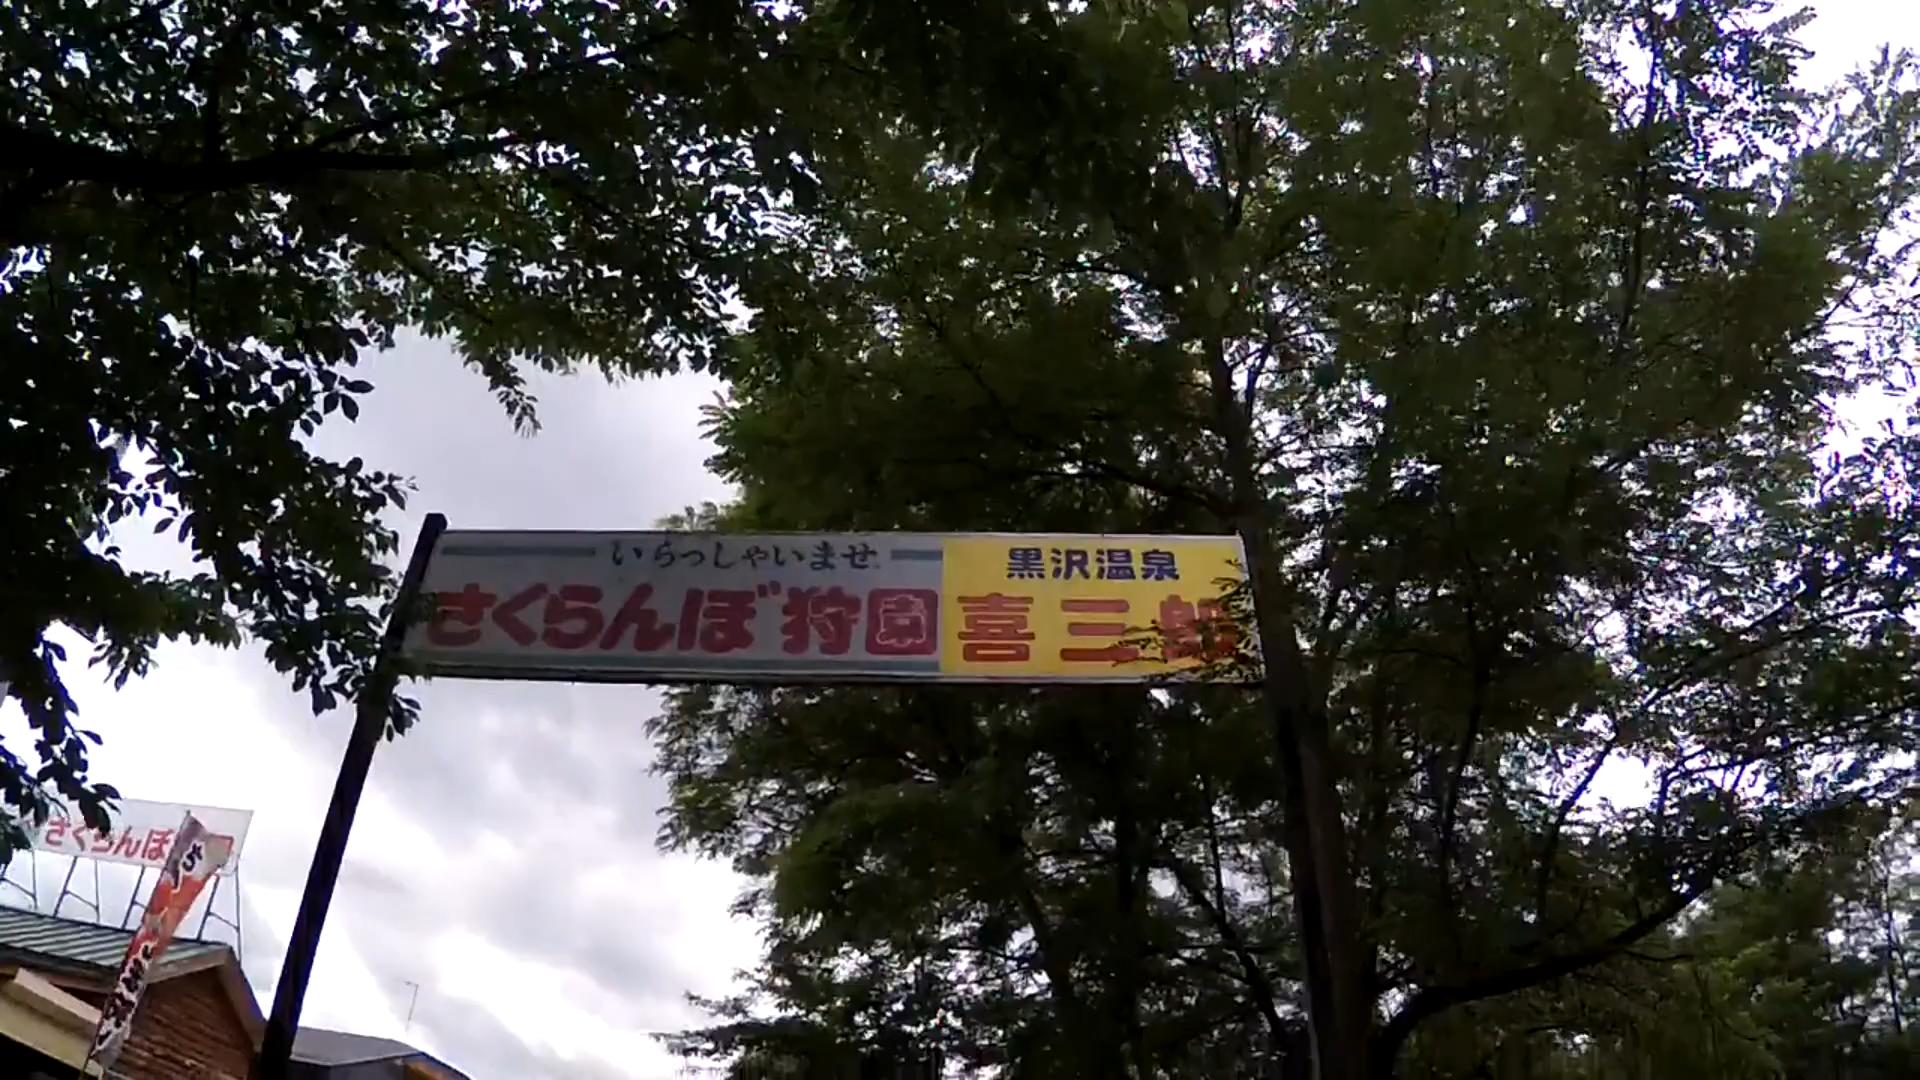 いらっしゃいませ
さくらんぼ狩園
黒沢温泉
喜三郎
さくらんぼ